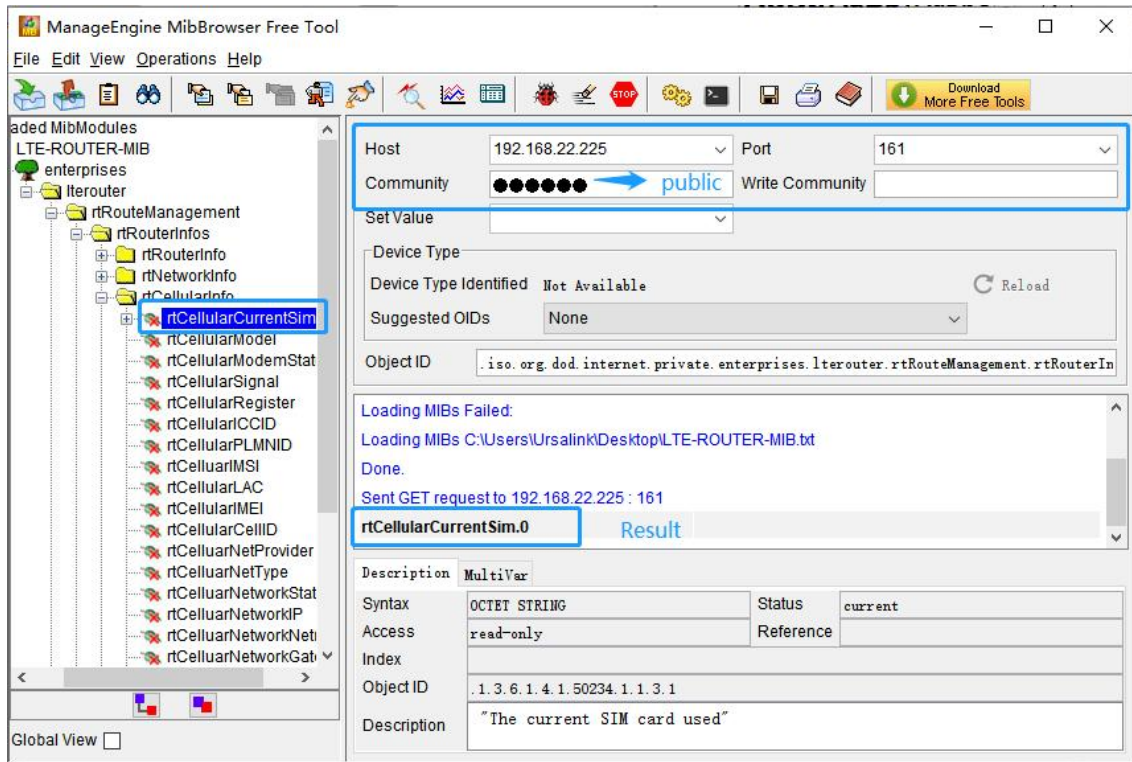 ManageEngine MibBrowser Free Tool
File Edit View Operations Help
STOP
Download
More Free Tools
aded MibModules
LTE-ROUTER-MIB
enterprises
lterouter
rtRouteManagement
rtRouterInfos
rtRouterInfo
rtNetworkInfo
rtCellularInfo
rtCellularCurrentSim
rtCellularModel
rtCellularModemStat
rtCellularSignal
rtCellularRegister
rtCellularICCID
rtCellularPLMNID
rtCelluarIMSI
rtCellularLAC
rtCellularIMEI
rtCellularCellID
rtCelluarNetProvider
rtCelluarNetType
rtCelluarNetworkStat
rtCelluarNetworkIP
rtCelluarNetworkNet
rtCelluarNetworkGat
Global View
Host 192.168.22.225 Port 161
Community ●●●●●● public Write Community
Set Value
Device Type
Device Type Identified Not Available Reload
Suggested OIDs None
Object ID .iso.org.dod.internet.private.enterprises.lterouter.rtRouteManagement.rtRouterIn
Loading MIBs Failed:
Loading MIBs C:\Users\Ursalink\Desktop\LTE-ROUTER-MIB.txt
Done.
Sent GET request to 192.168.22.225 : 161
rtCellularCurrentSim.0 Result
Description MultiVar
Syntax OCTET STRING Status current
Access read-only Reference
Index
Object ID .1.3.6.1.4.1.50234.1.1.3.1
Description "The current SIM card used"